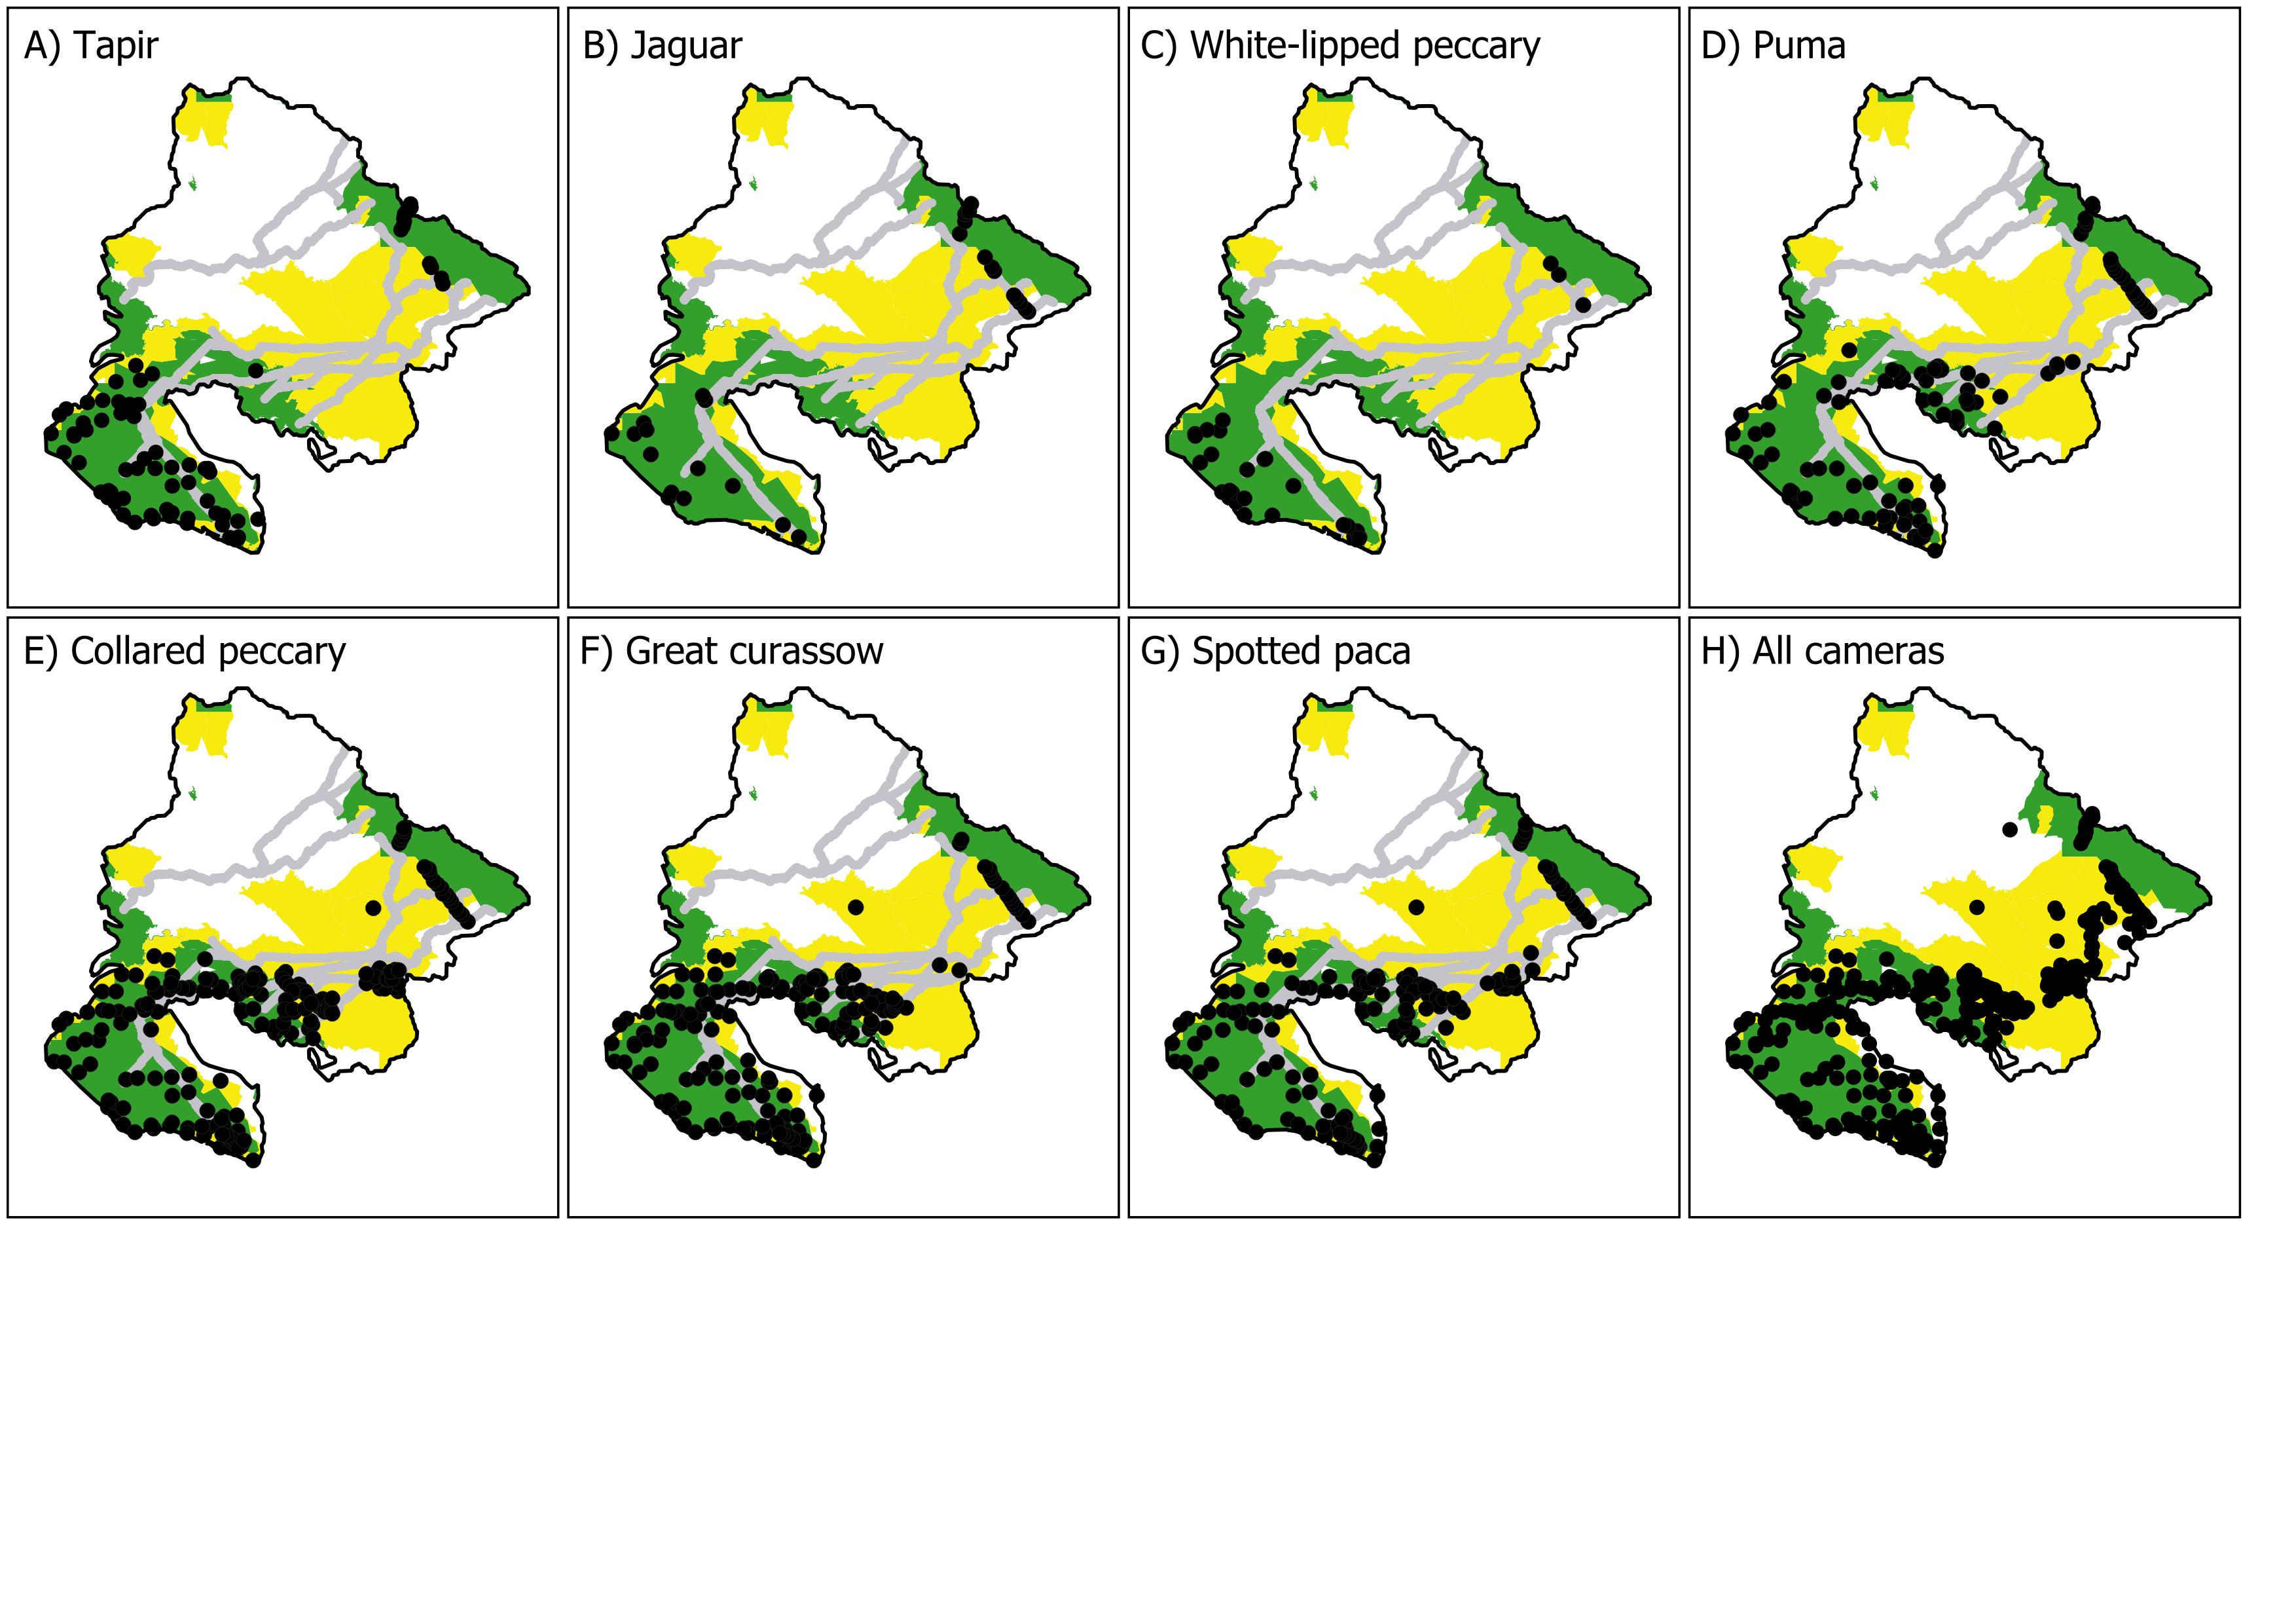 A) Tapir
B) Jaguar
C) White-lipped peccary
D) Puma
E) Collared peccary
F) Great curassow
G) Spotted paca
H) All cameras